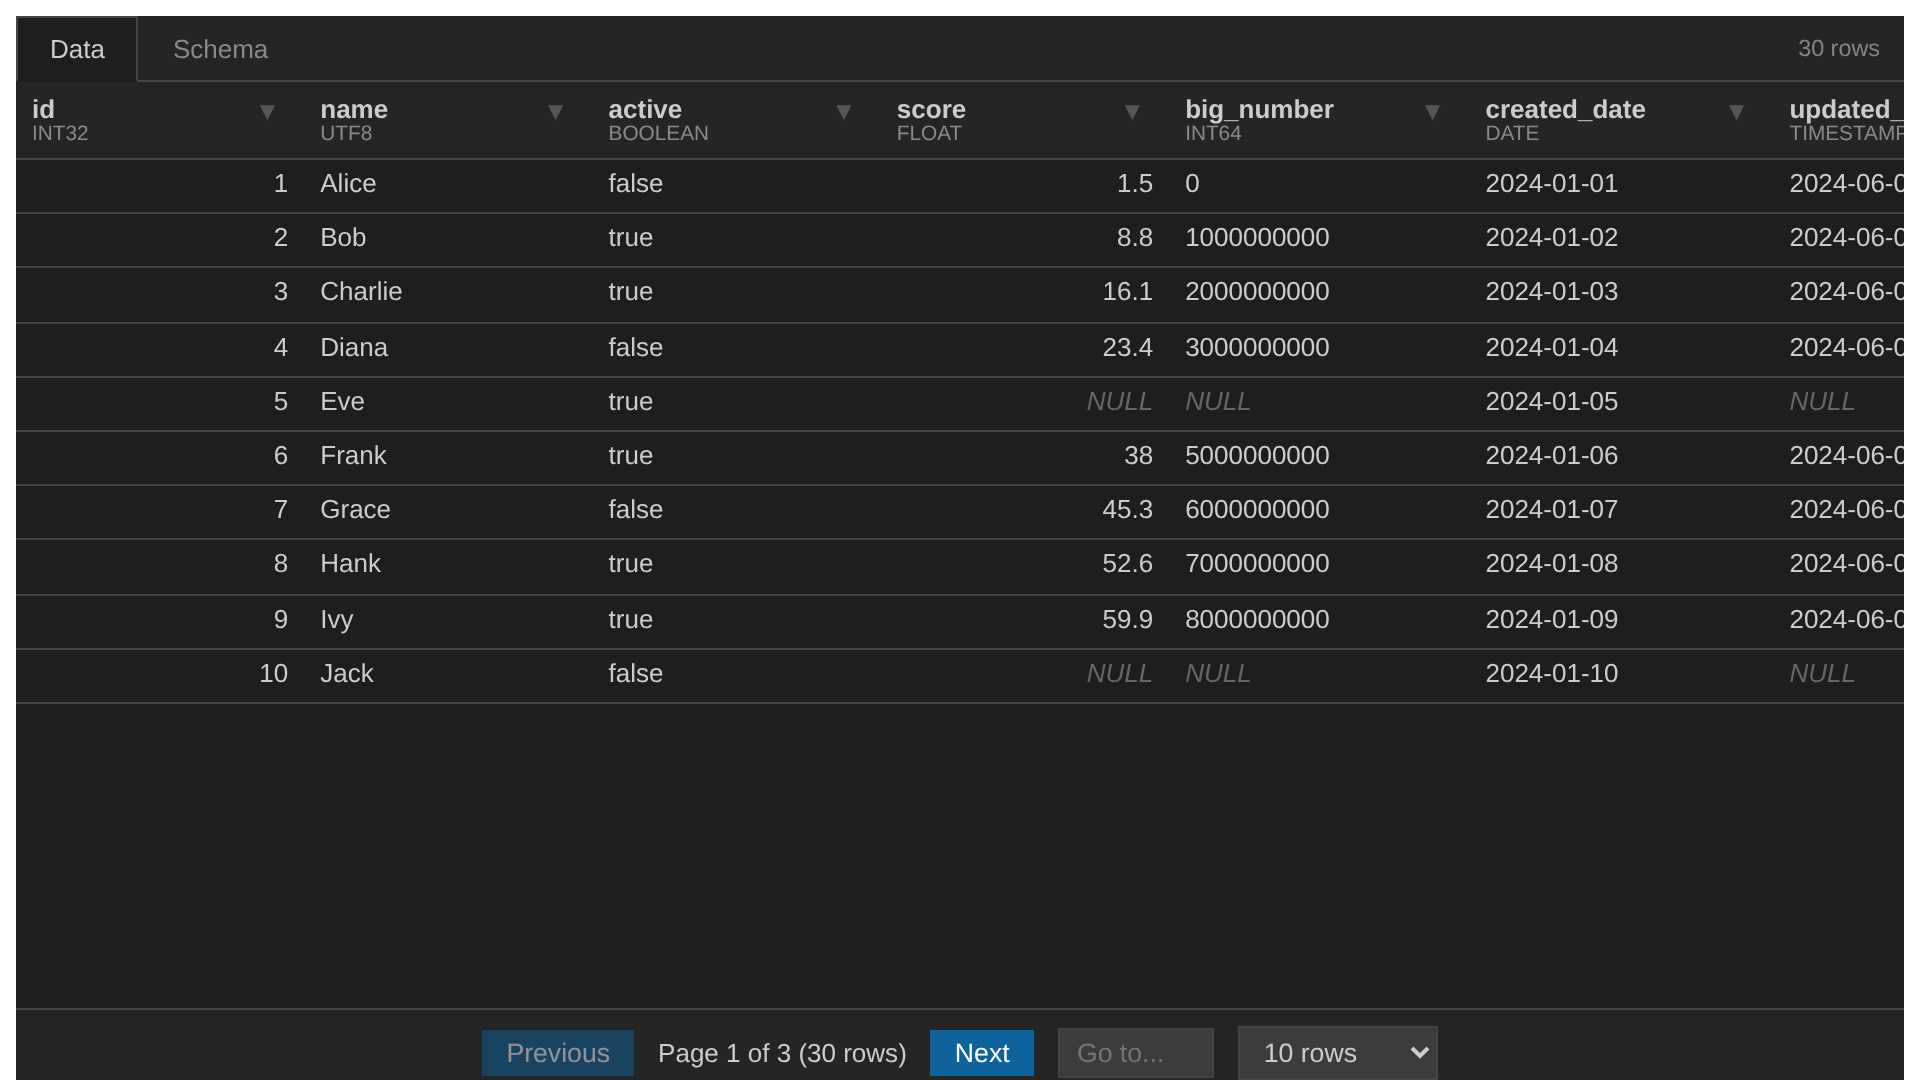 Data Schema 30 rows
id name active score big_number created_date updated_
INT32 UTF8 BOOLEAN FLOAT INT64 DATE TIMESTAMP
1 Alice false 1.5 0 2024-01-01 2024-06-0
2 Bob true 8.8 1000000000 2024-01-02 2024-06-0
3 Charlie true 16.1 2000000000 2024-01-03 2024-06-0
4 Diana false 23.4 3000000000 2024-01-04 2024-06-0
5 Eve true NULL NULL 2024-01-05 NULL
6 Frank true 38 5000000000 2024-01-06 2024-06-0
7 Grace false 45.3 6000000000 2024-01-07 2024-06-0
8 Hank true 52.6 7000000000 2024-01-08 2024-06-0
9 Ivy true 59.9 8000000000 2024-01-09 2024-06-0
10 Jack false NULL NULL 2024-01-10 NULL
Previous Page 1 of 3 (30 rows) Next Go to... 10 rows